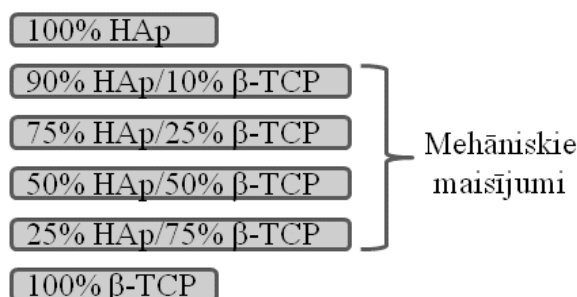 100% HAp
90% HAp/10% β-TCP
75% HAp/25% β-TCP
50% HAp/50% β-TCP
25% HAp/75% β-TCP
100% β-TCP
Mehāniskie
maisījumi